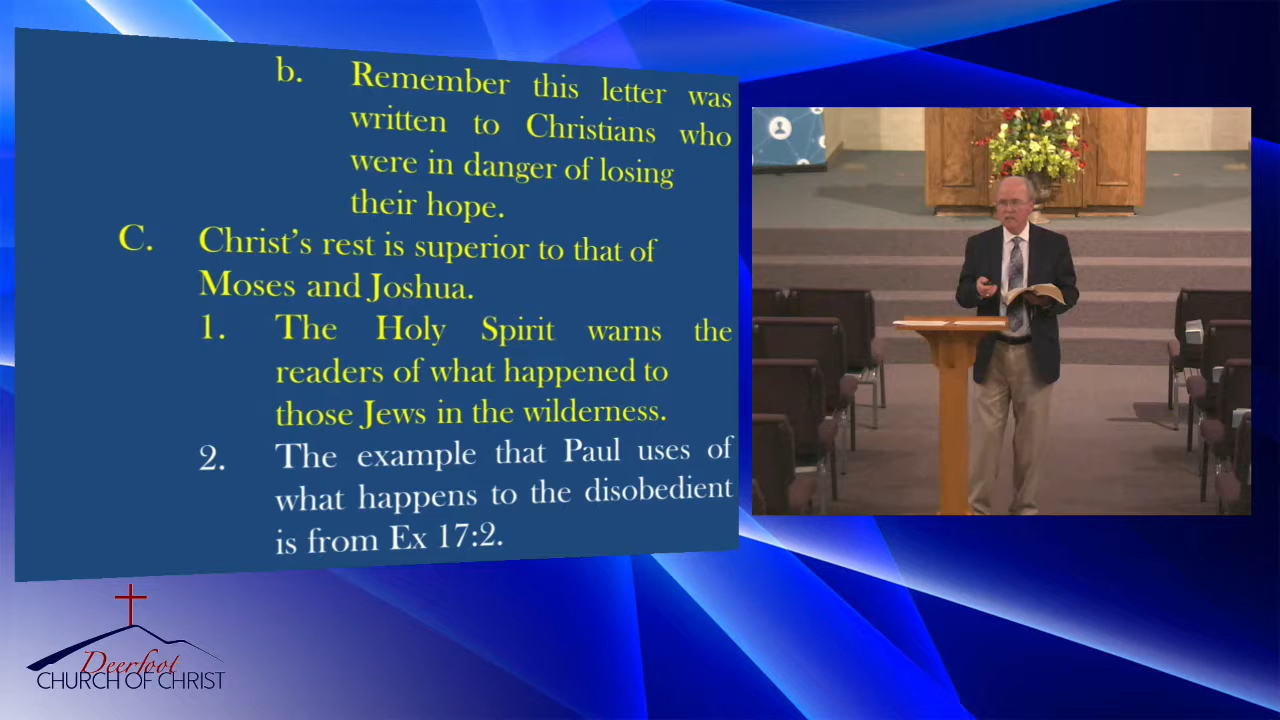 b. Remember this letter was
written to Christians who
were in danger of losing
their hope.
C. Christ's rest is superior to that of
Moses and Joshua.
1. The Holy Spirit warns the
readers of what happened to
those Jews in the wilderness.
2. The example that Paul uses of
what happens to the disobedient
is from Ex 17:2.
Deerfoot
CHURCH OF CHRIST